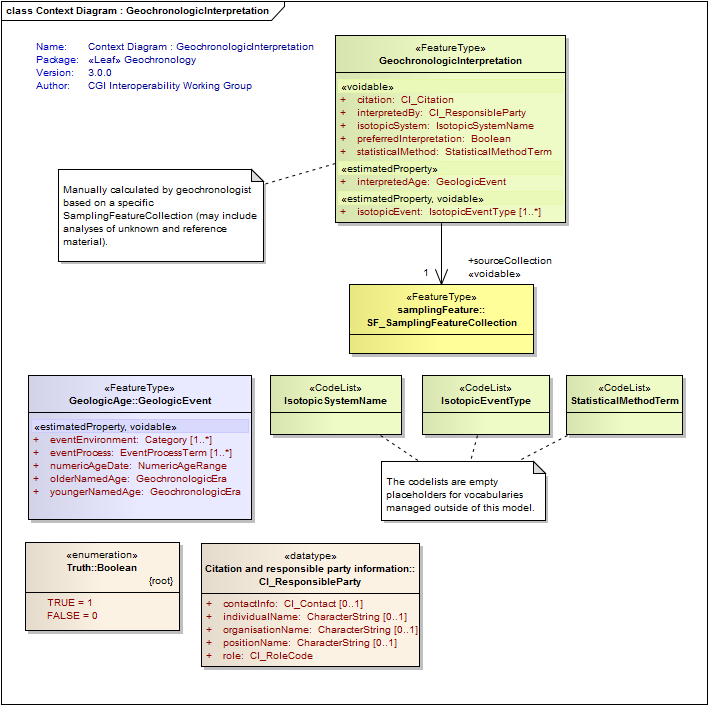 class Context Diagram : GeochronologicInterpretation
Name: Context Diagram : GeochronologicInterpretation
Package: «Leaf» Geochronology
Version: 3.0.0
Author: CGI Interoperability Working Group
«FeatureType»
GeochronologicInterpretation
«voidable»
+ citation: CI_Citation
+ interpretedBy: CI_ResponsibleParty
+ isotopicSystem: IsotopicSystemName
+ preferredInterpretation: Boolean
+ statisticalMethod: StatisticalMethodTerm
«estimatedProperty»
+ interpretedAge: GeologicEvent
«estimatedProperty, voidable»
+ isotopicEvent: IsotopicEventType [1..*]
Manually calculated by geochronologist
based on a specific
SamplingFeatureCollection (may include
analyses of unknown and reference
material).
+sourceCollection
1 «voidable»
«FeatureType»
samplingFeature::
SF_SamplingFeatureCollection
«FeatureType»
GeologicAge::GeologicEvent
«estimatedProperty, voidable»
+ eventEnvironment: Category [1..*]
+ eventProcess: EventProcessTerm [1..*]
+ numericAgeDate: NumericAgeRange
+ olderNamedAge: GeochronologicEra
+ youngerNamedAge: GeochronologicEra
«CodeList»
IsotopicSystemName
«CodeList»
IsotopicEventType
«CodeList»
StatisticalMethodTerm
The codelists are empty
placeholders for vocabularies
managed outside of this model.
«enumeration»
Truth::Boolean
{root}
TRUE = 1
FALSE = 0
«datatype»
Citation and responsible party information::
CI_ResponsibleParty
+ contactInfo: CI_Contact [0..1]
+ individualName: CharacterString [0..1]
+ organisationName: CharacterString [0..1]
+ positionName: CharacterString [0..1]
+ role: CI_RoleCode